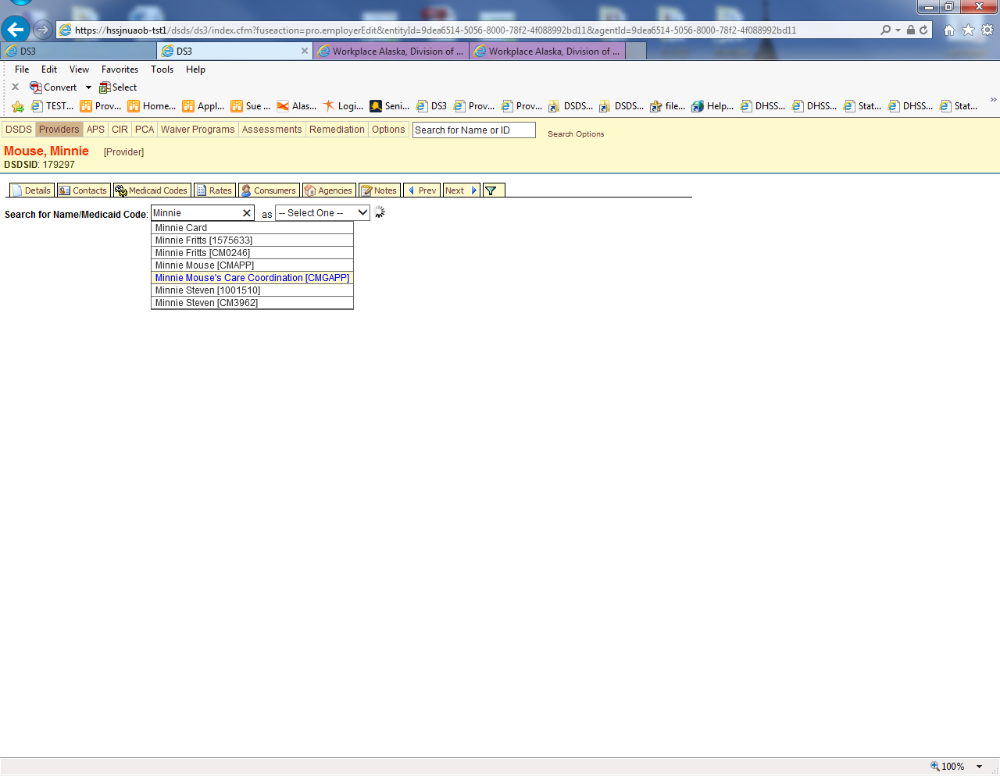 https://hssjnuaob-tst1/dsds/ds3/index.cfm?fuseaction=pro.employerEdit&entityId=9dea6514-5056-8000-78f2-4f088992bd11&agentId=9dea6514-5056-8000-78f2-4f088992bd11
DS3 DS3 Workplace Alaska, Division of ... Workplace Alaska, Division of ...
File Edit View Favorites Tools Help
Convert Select
TEST... Prov... Home... Appl... Sue ... Alas... Logi... Seni... DS3 Prov... Prov... DSDS... DSDS... file... Help... DHSS... DHSS... Stat... DHSS... Stat...
DSDS Providers APS CIR PCA Waiver Programs Assessments Remediation Options Search for Name or ID Search Options
Mouse, Minnie [Provider]
DSDSID: 179297
Details Contacts Medicaid Codes Rates Consumers Agencies Notes Prev Next
Search for Name/Medicaid Code: Minnie as -- Select One --
Minnie Card
Minnie Fritts [1575633]
Minnie Fritts [CM0246]
Minnie Mouse [CMAPP]
Minnie Mouse's Care Coordination [CMGAPP]
Minnie Steven [1001510]
Minnie Steven [CM3962]
100%